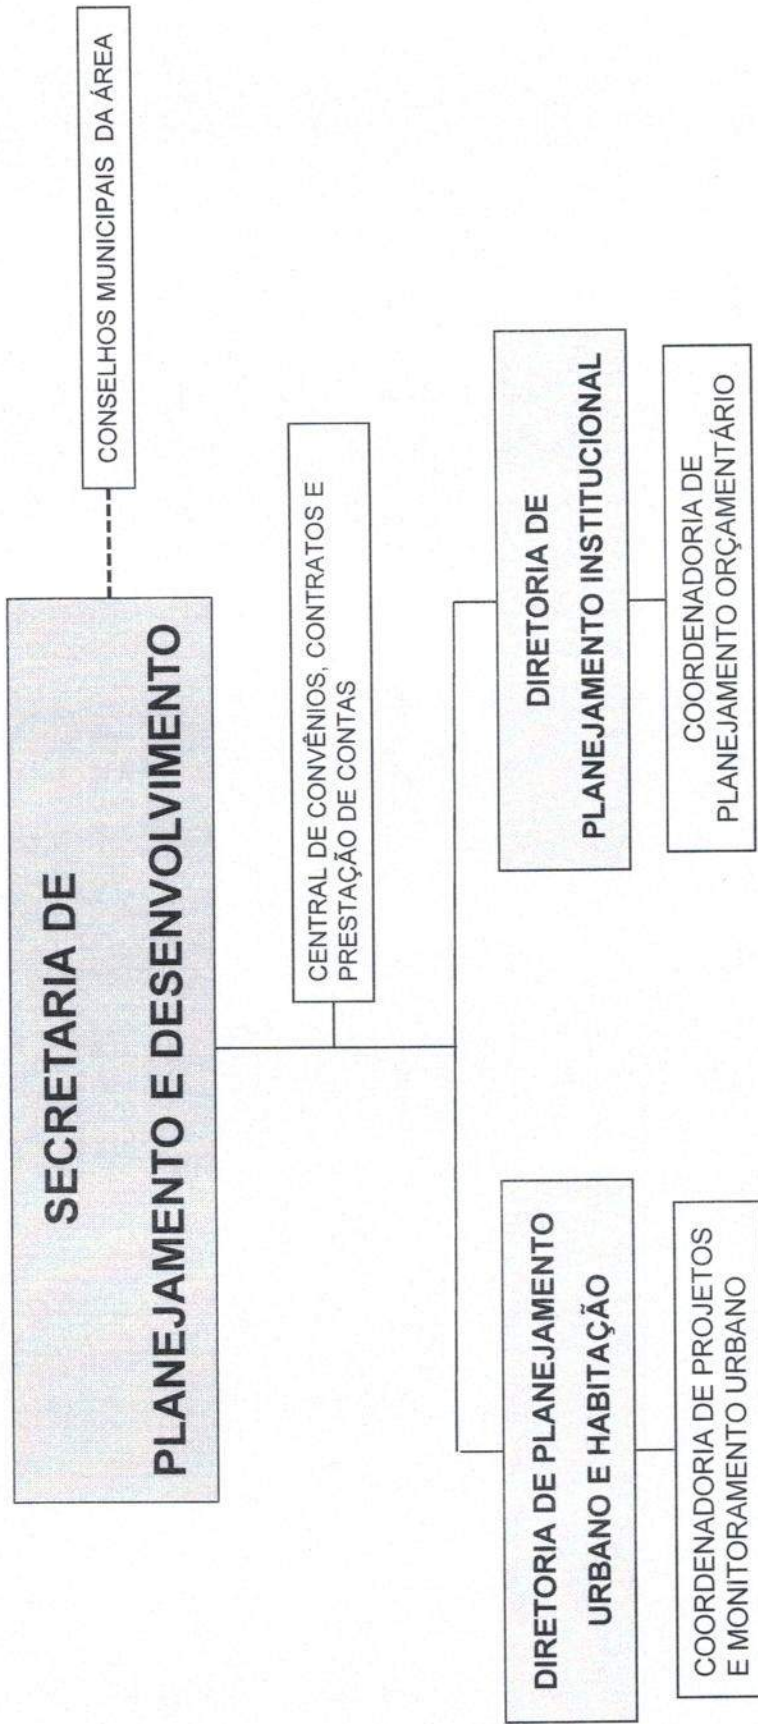 SECRETARIA DE
PLANEJAMENTO E DESENVOLVIMENTO
CONSELHOS MUNICIPAIS DA ÁREA
CENTRAL DE CONVÊNIOS, CONTRATOS E
PRESTAÇÃO DE CONTAS
DIRETORIA DE PLANEJAMENTO
URBANO E HABITAÇÃO
COORDENADORIA DE PROJETOS
E MONITORAMENTO URBANO
DIRETORIA DE
PLANEJAMENTO INSTITUCIONAL
COORDENADORIA DE
PLANEJAMENTO ORÇAMENTÁRIO